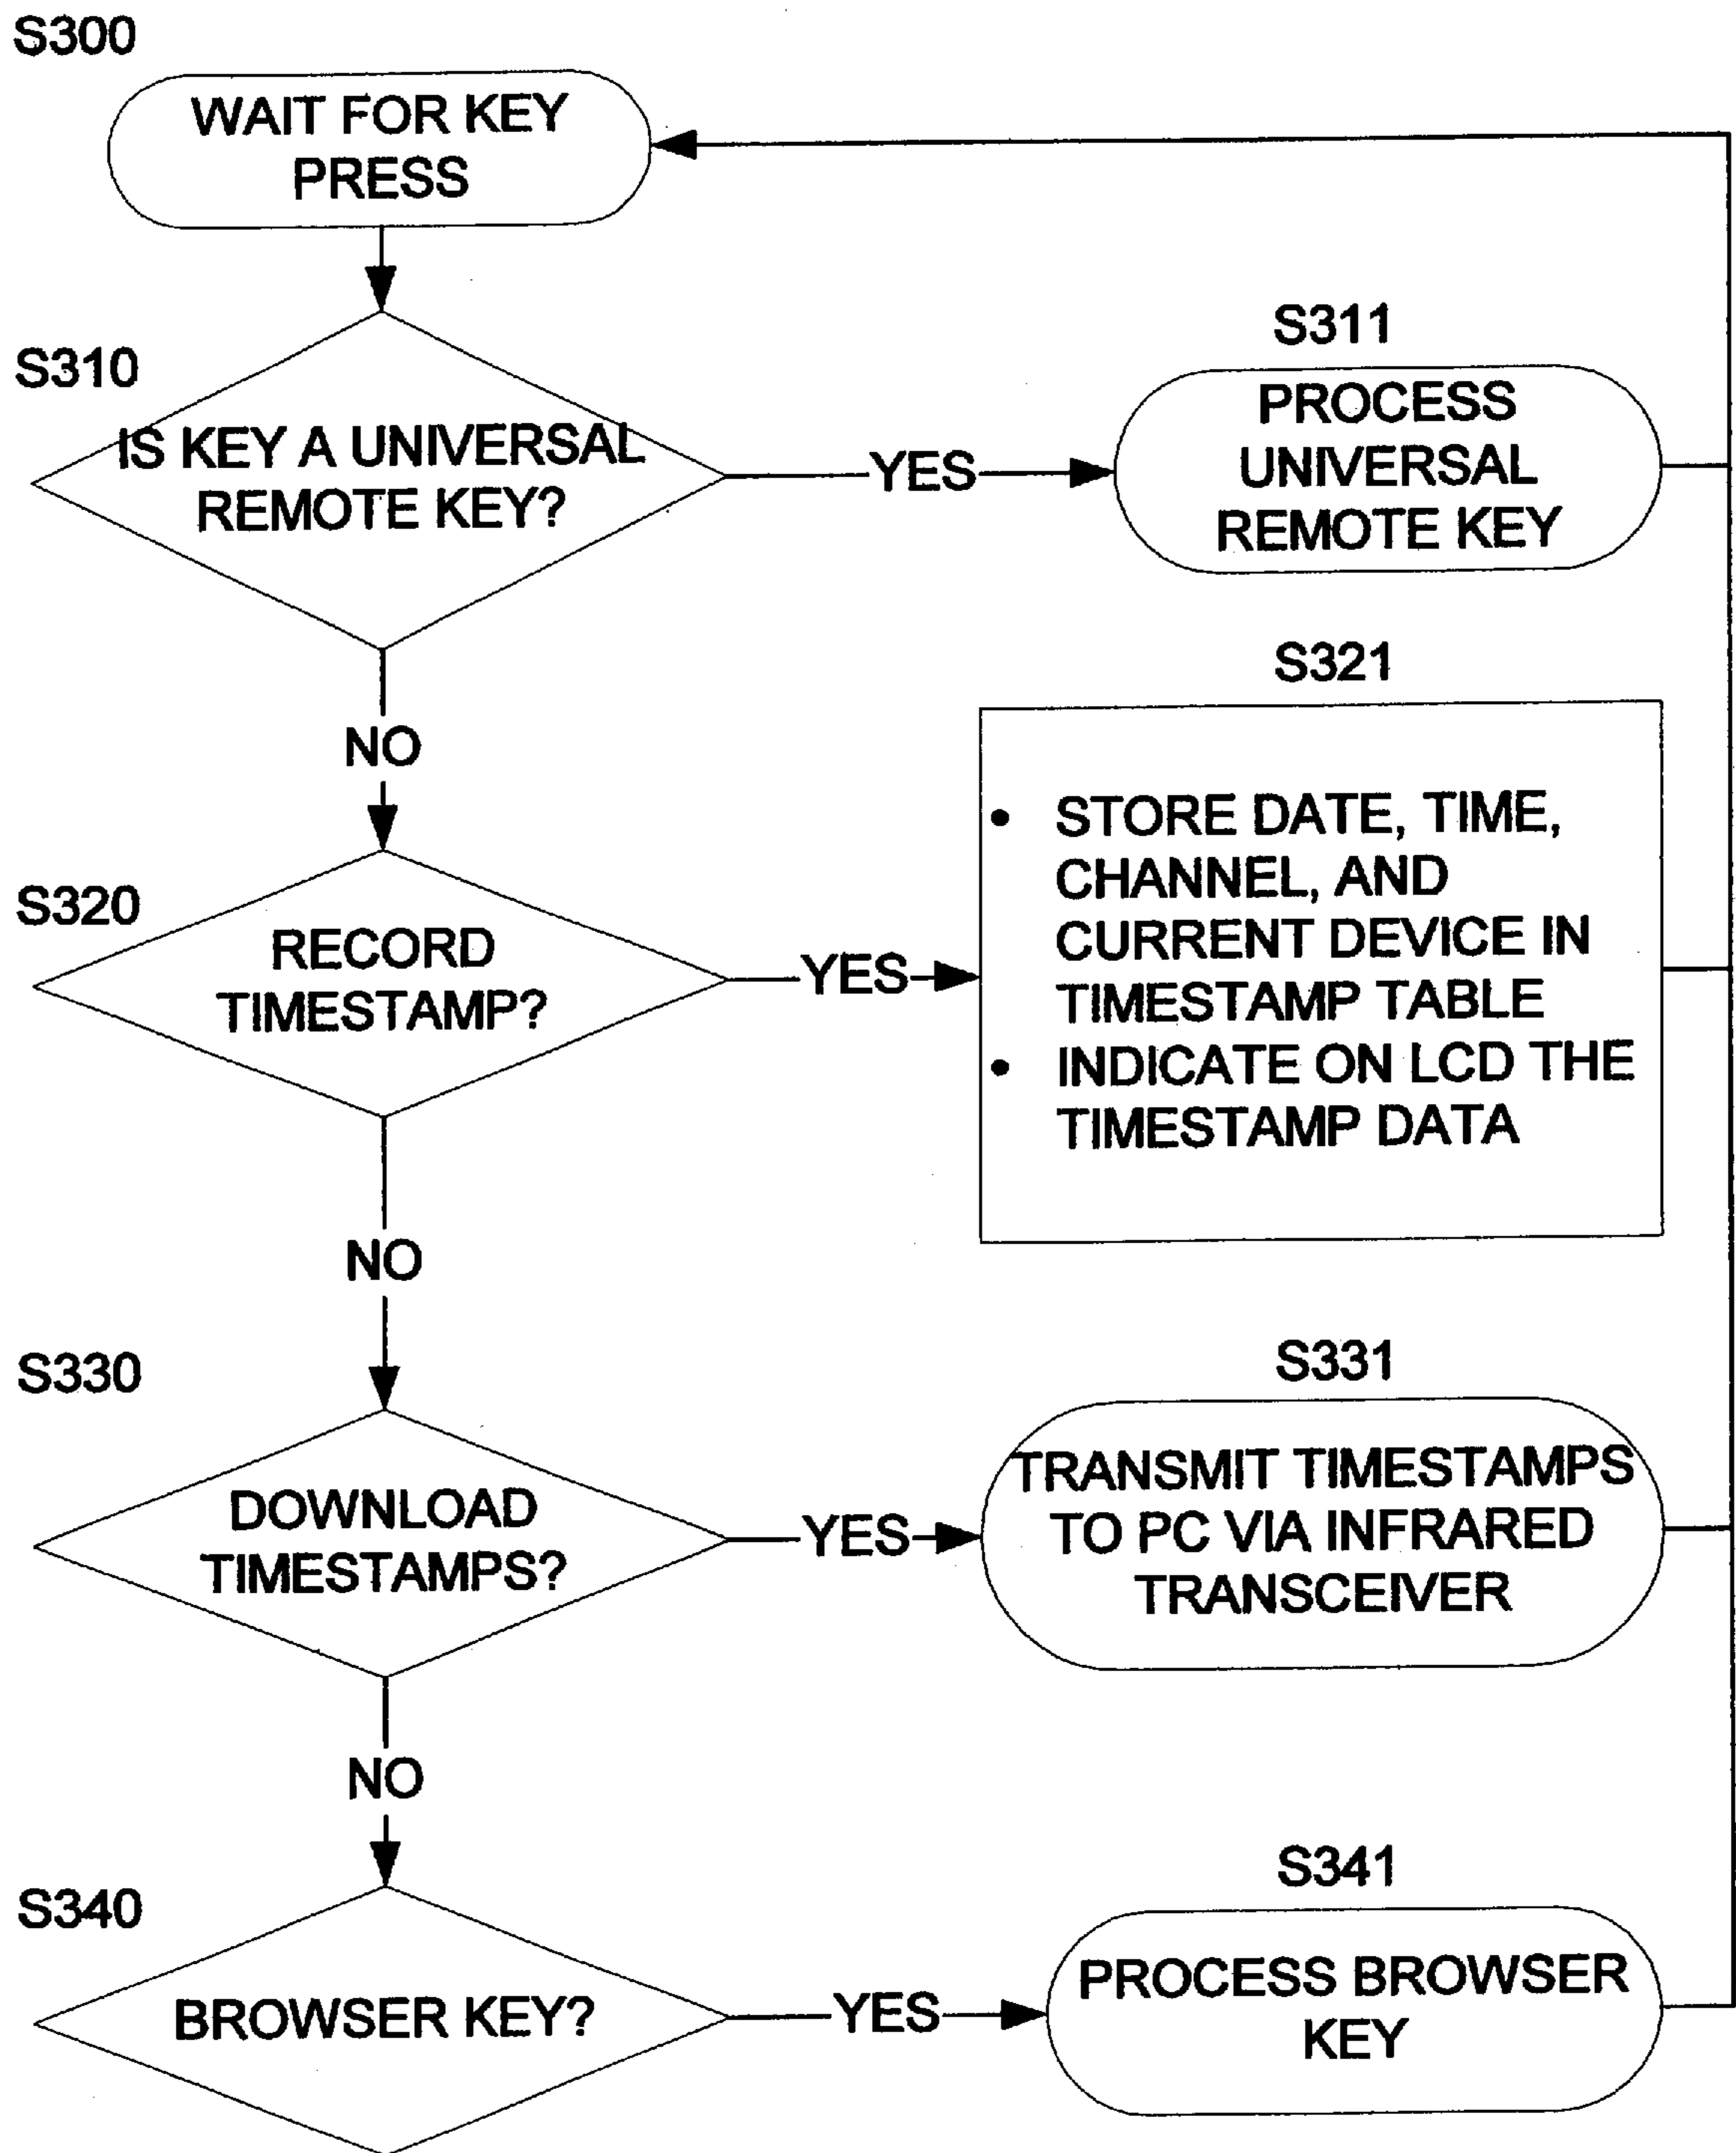 S300
WAIT FOR KEY
PRESS
S310
IS KEY A UNIVERSAL
REMOTE KEY?
YES
S311
PROCESS
UNIVERSAL
REMOTE KEY
NO
S320
RECORD
TIMESTAMP?
YES
S321
• STORE DATE, TIME,
CHANNEL, AND
CURRENT DEVICE IN
TIMESTAMP TABLE
• INDICATE ON LCD THE
TIMESTAMP DATA
NO
S330
DOWNLOAD
TIMESTAMPS?
YES
S331
TRANSMIT TIMESTAMPS
TO PC VIA INFRARED
TRANSCEIVER
NO
S340
BROWSER KEY?
YES
S341
PROCESS BROWSER
KEY